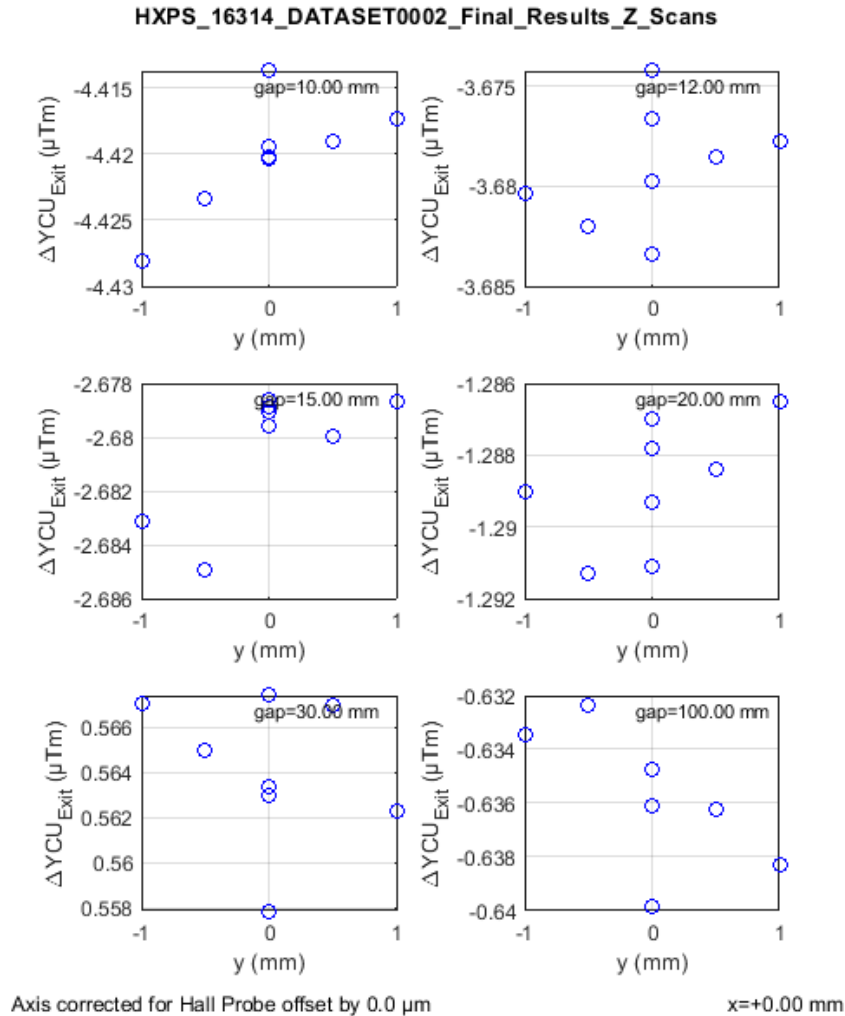 HXPS_16314_DATASET0002_Final_Results_Z_Scans
gap=10.00 mm
-4.415
-4.42
-4.425
-4.43
ΔYCU_Exit (μTm)
-1 0 1
y (mm)
gap=12.00 mm
-3.675
-3.68
-3.685
ΔYCU_Exit (μTm)
-1 0 1
y (mm)
gap=15.00 mm
-2.678
-2.68
-2.682
-2.684
-2.686
ΔYCU_Exit (μTm)
-1 0 1
y (mm)
gap=20.00 mm
-1.286
-1.288
-1.29
-1.292
ΔYCU_Exit (μTm)
-1 0 1
y (mm)
gap=30.00 mm
0.566
0.564
0.562
0.56
0.558
ΔYCU_Exit (μTm)
-1 0 1
y (mm)
gap=100.00 mm
-0.632
-0.634
-0.636
-0.638
-0.64
ΔYCU_Exit (μTm)
-1 0 1
y (mm)
Axis corrected for Hall Probe offset by 0.0 μm
x=+0.00 mm